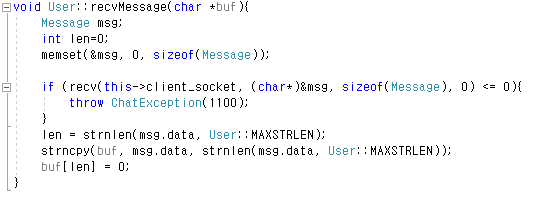 void User::recvMessage(char *buf){
Message msg;
int len=0;
memset(&msg, 0, sizeof(Message));
if (recv(this->client_socket, (char*)&msg, sizeof(Message), 0) <= 0){
throw ChatException(1100);
}
len = strnlen(msg.data, User::MAXSTRLEN);
strncpy(buf, msg.data, strnlen(msg.data, User::MAXSTRLEN));
buf[len] = 0;
}